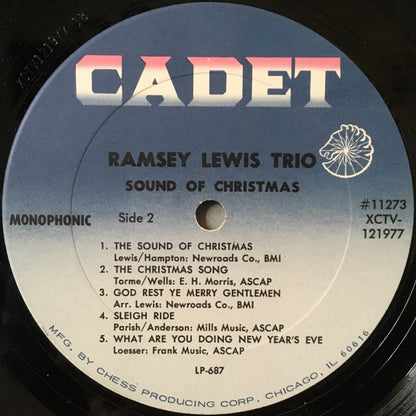 CADET
RAMSEY LEWIS TRIO
SOUND OF CHRISTMAS
MONOPHONIC
Side 2
#11273
XCTV-
121977
1. THE SOUND OF CHRISTMAS
Lewis/Hampton: Newroads Co., BMI
2. THE CHRISTMAS SONG
Torme/Wells: E. H. Morris, ASCAP
3. GOD REST YE MERRY GENTLEMEN
Arr. Lewis: Newroads Co., BMI
4. SLEIGH RIDE
Parish/Anderson: Mills Music, ASCAP
5. WHAT ARE YOU DOING NEW YEAR'S EVE
Loesser: Frank Music, ASCAP
LP-687
MFG. BY CHESS PRODUCING CORP. CHICAGO, IL 60616